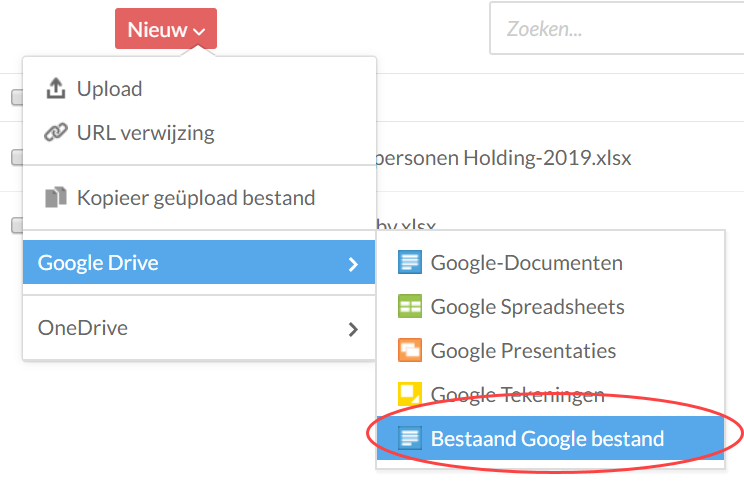 Nieuw
Zoeken...
Upload
URL verwijzing
personen Holding-2019.xlsx
Kopieer geüpload bestand
by.xlsx
Google Drive
Google-Documenten
Google Spreadsheets
OneDrive
Google Presentaties
Google Tekeningen
Bestaand Google bestand